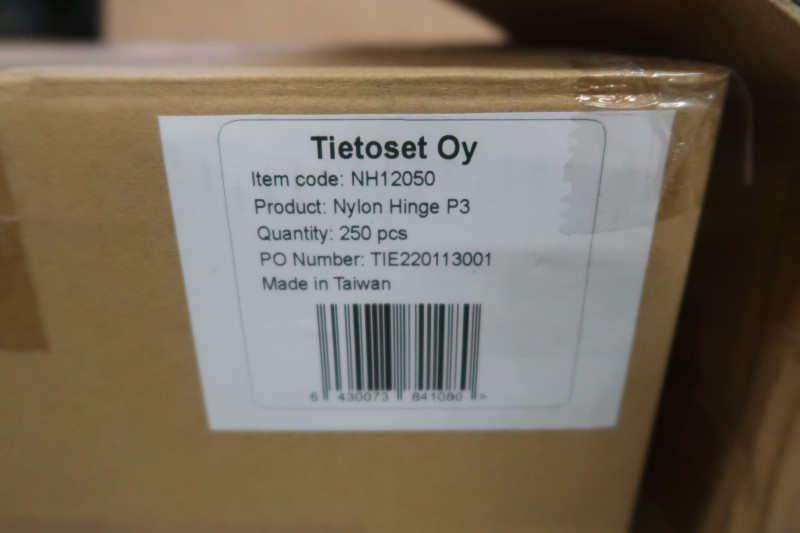 Tietoset Oy
Item code: NH12050
Product: Nylon Hinge P3
Quantity: 250 pcs
PO Number: TIE220113001
Made in Taiwan
6 430073 841080 >